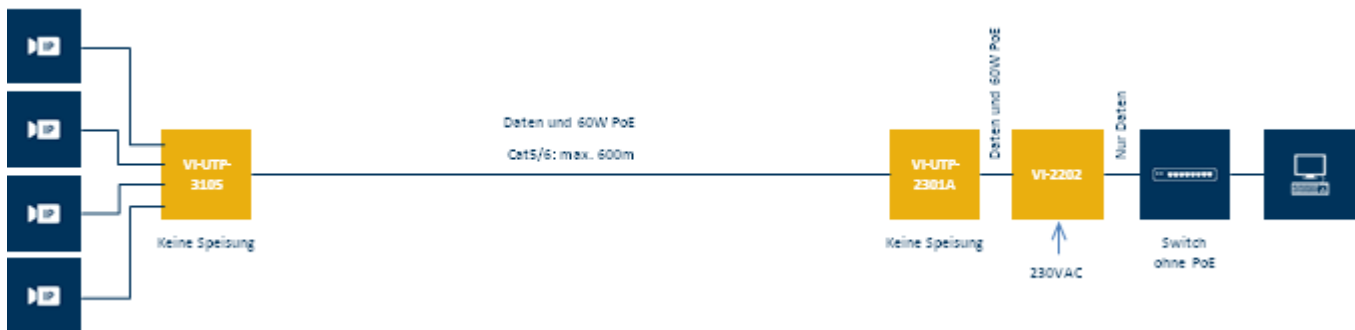 IP
IP
IP
IP
VI-UTP-
3105
Keine Speisung
Daten und 60W PoE
Cat5/6: max. 600m
VI-UTP-
2301A
Keine Speisung
Daten und 60W PoE
VI-2202
230VAC
Nur Daten
Switch
ohne PoE